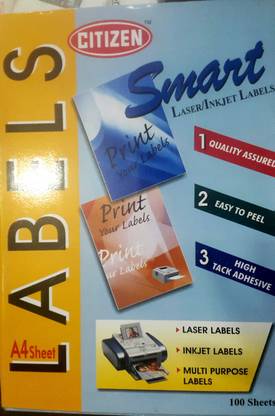 CITIZEN
TM
LABELS
A4 Sheet
Smart
LASER/INKJET LABELS
Print
Your Labels
Print
Your Labels
Print
Your Labels
1 QUALITY ASSURED
2 EASY TO PEEL
3 HIGH
TACK ADHESIVE
LASER LABELS
INKJET LABELS
MULTI PURPOSE
LABELS
100 Sheets